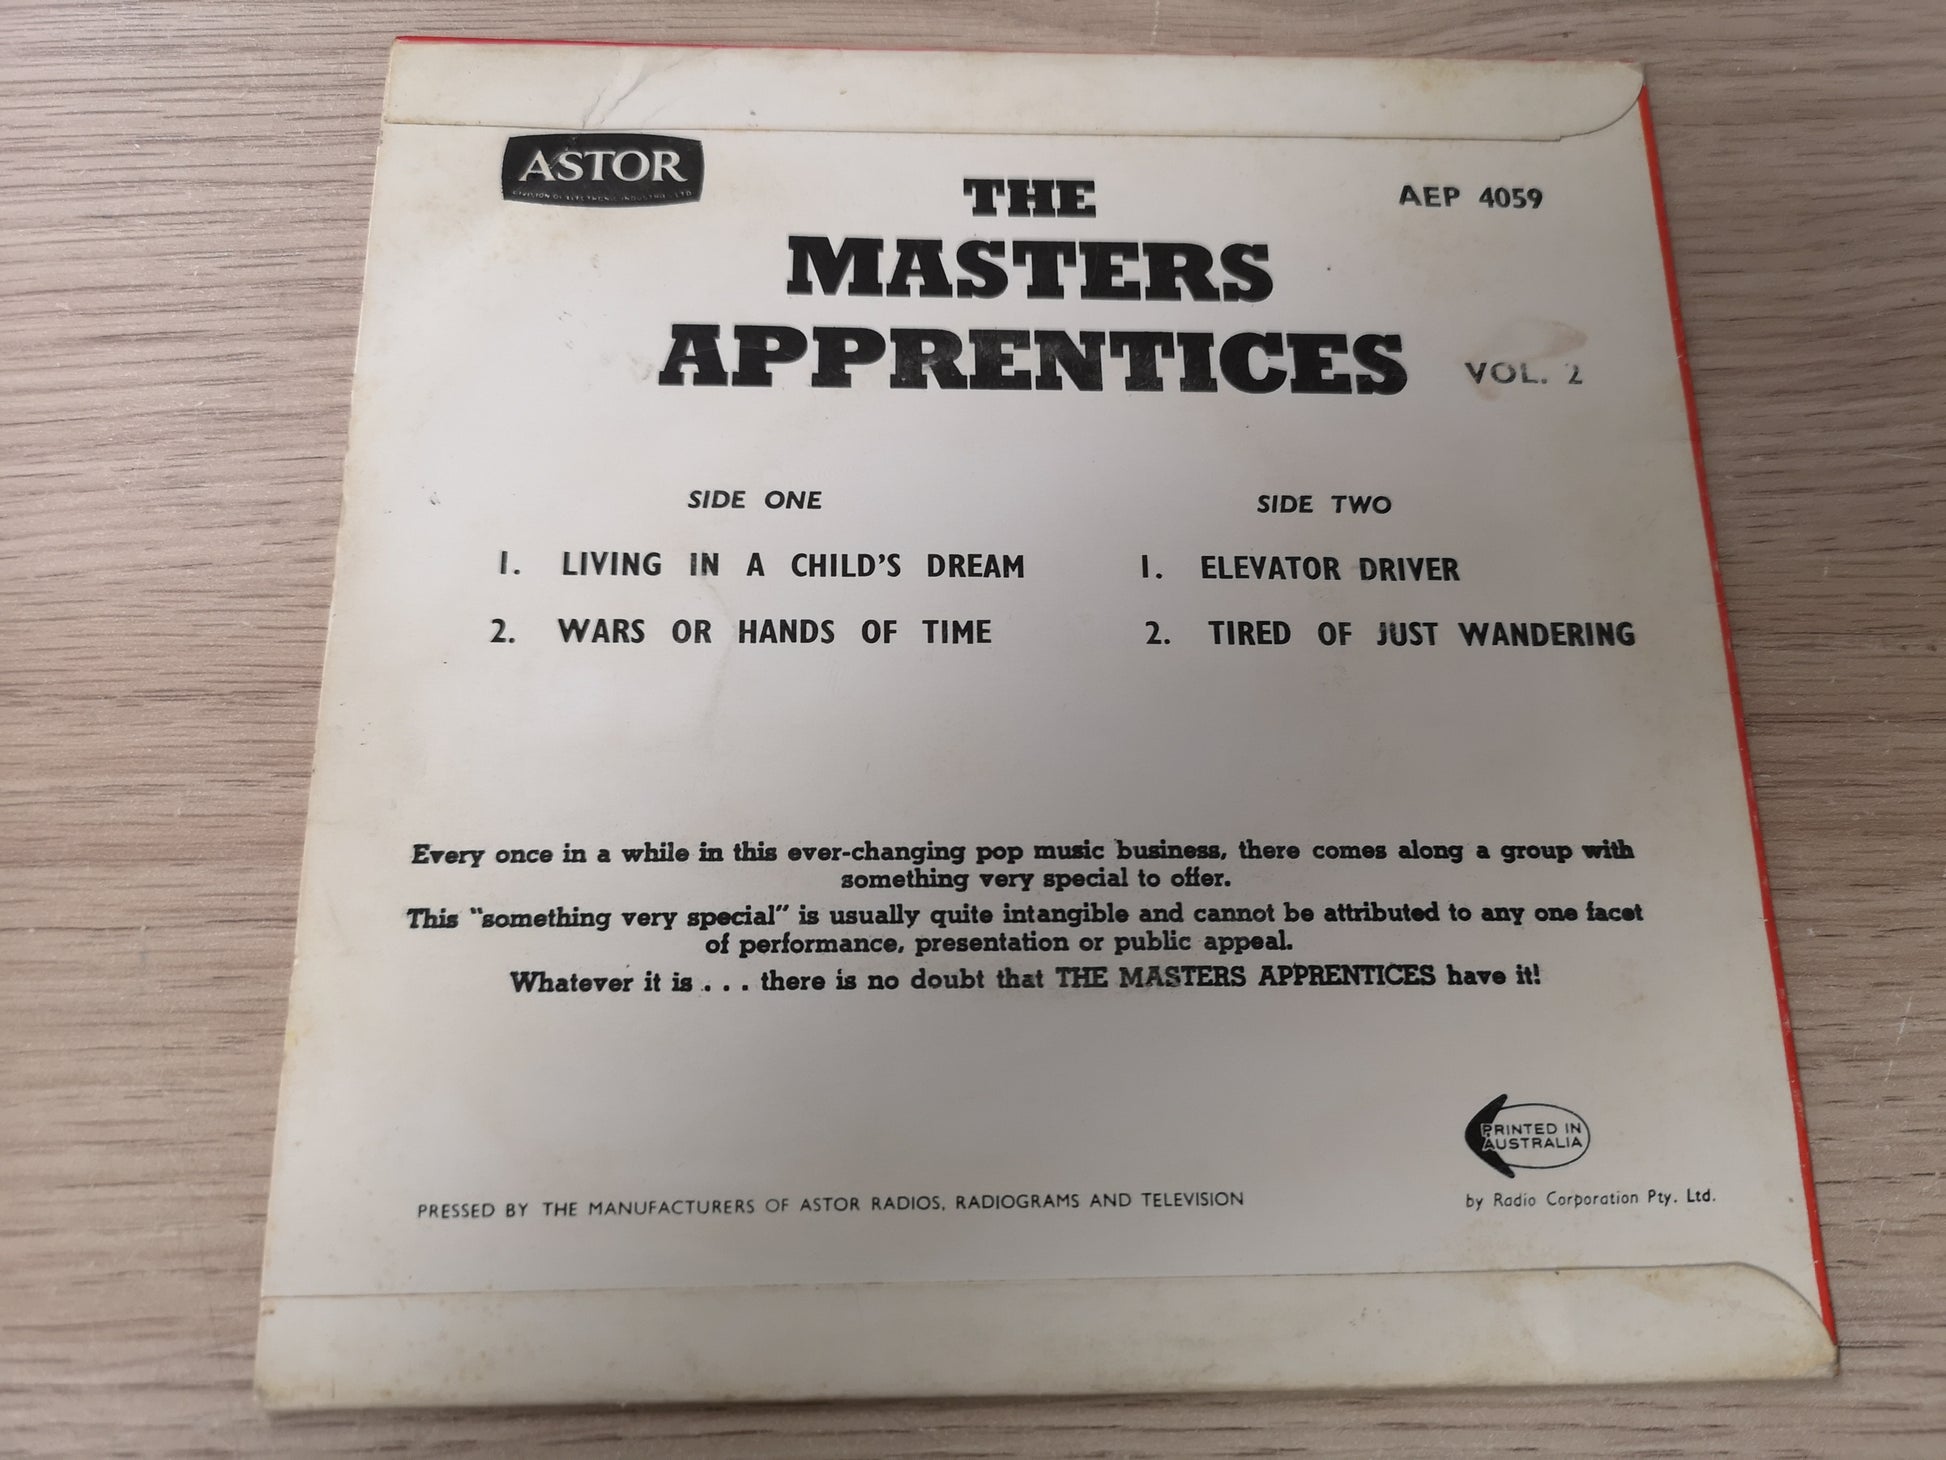 ASTOR
DIVISION OF ELECTRONIC INDUSTRIES LTD
AEP 4059
THE
MASTERS
APPRENTICES VOL. 2
SIDE ONE
1. LIVING IN A CHILD'S DREAM
2. WARS OR HANDS OF TIME
SIDE TWO
1. ELEVATOR DRIVER
2. TIRED OF JUST WANDERING
Every once in a while in this ever-changing pop music business, there comes along a group with
something very special to offer.
This "something very special" is usually quite intangible and cannot be attributed to any one facet
of performance, presentation or public appeal.
Whatever it is . . . there is no doubt that THE MASTERS APPRENTICES have it!
PRINTED IN
AUSTRALIA
by Radio Corporation Pty. Ltd.
PRESSED BY THE MANUFACTURERS OF ASTOR RADIOS, RADIOGRAMS AND TELEVISION